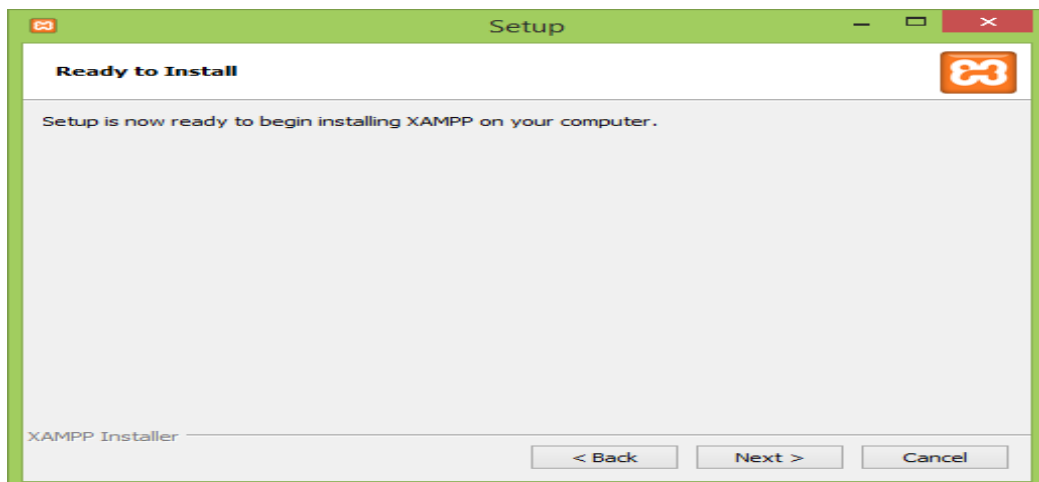 Setup
Ready to Install
Setup is now ready to begin installing XAMPP on your computer.
XAMPP Installer
< Back
Next >
Cancel